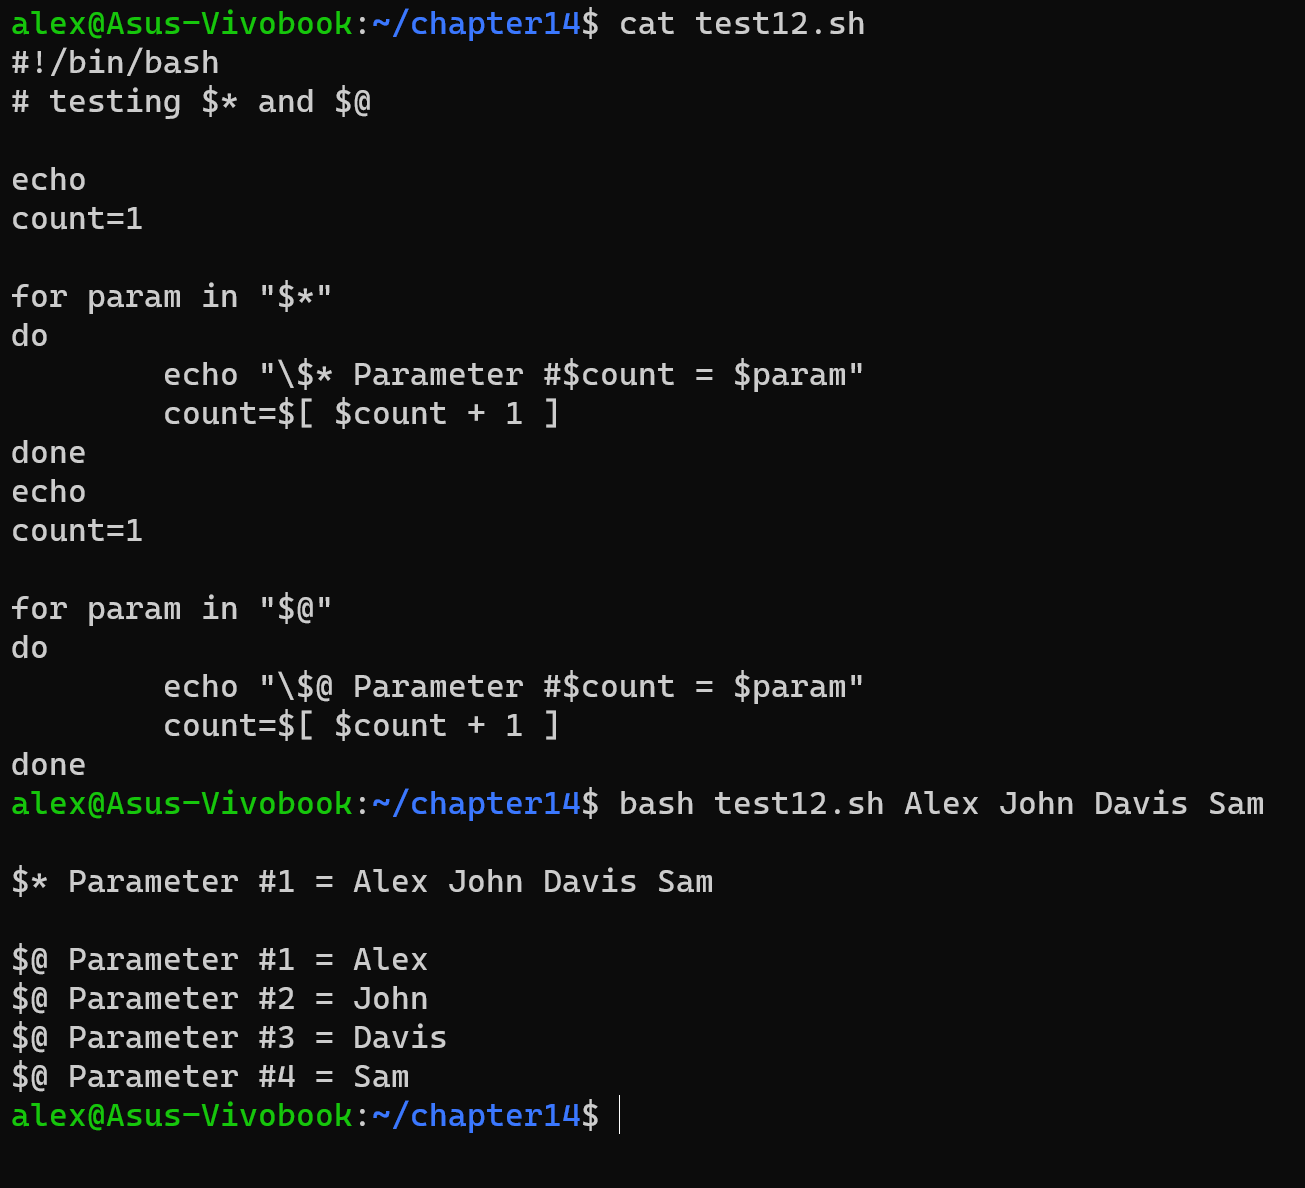 alex@Asus-Vivobook:~/chapter14$ cat test12.sh
#!/bin/bash
# testing $* and $@

echo
count=1

for param in "$*"
do
        echo "\$* Parameter #$count = $param"
        count=$[ $count + 1 ]
done
echo
count=1

for param in "$@"
do
        echo "\$@ Parameter #$count = $param"
        count=$[ $count + 1 ]
done
alex@Asus-Vivobook:~/chapter14$ bash test12.sh Alex John Davis Sam

$* Parameter #1 = Alex John Davis Sam

$@ Parameter #1 = Alex
$@ Parameter #2 = John
$@ Parameter #3 = Davis
$@ Parameter #4 = Sam
alex@Asus-Vivobook:~/chapter14$